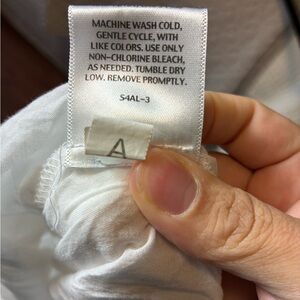 MACHINE WASH COLD,
GENTLE CYCLE, WITH
LIKE COLORS. USE ONLY
NON-CHLORINE BLEACH,
AS NEEDED. TUMBLE DRY
LOW. REMOVE PROMPTLY.
S4AL-3
A